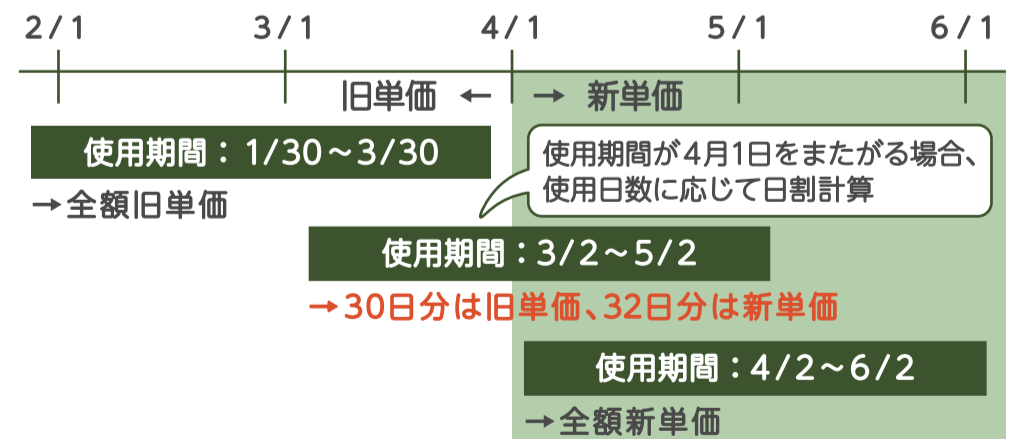 2/1 3/1 4/1 5/1 6/1
旧単価 ← → 新単価
使用期間：1/30～3/30
→全額旧単価
使用期間が4月1日をまたがる場合、
使用日数に応じて日割計算
使用期間：3/2～5/2
→30日分は旧単価、32日分は新単価
使用期間：4/2～6/2
→全額新単価